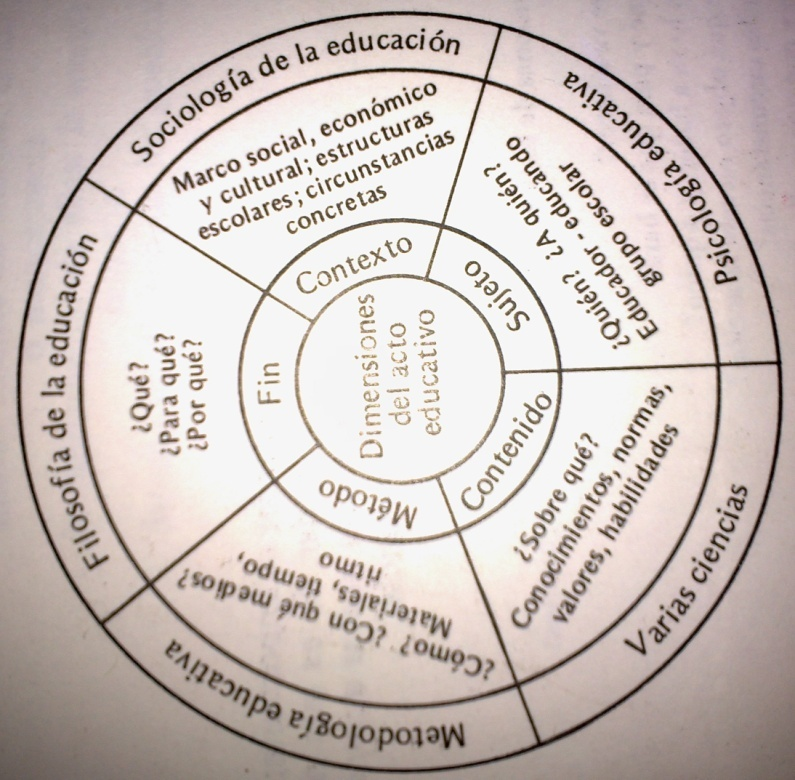 Dimensiones
del acto
educativo
Contexto
Marco social, económico
y cultural; estructuras
escolares; circunstancias
concretas
Sociología de la educación
Sujeto
¿Quién? ¿A quién?
Educador - educando
grupo escolar
Psicología educativa
Contenido
¿Sobre qué?
Conocimientos, normas,
valores, habilidades
Varias ciencias
Método
¿Cómo? ¿Con qué medios?
Materiales, tiempo,
ritmo
Metodología educativa
Fin
¿Qué?
¿Para qué?
¿Por qué?
Filosofía de la educación